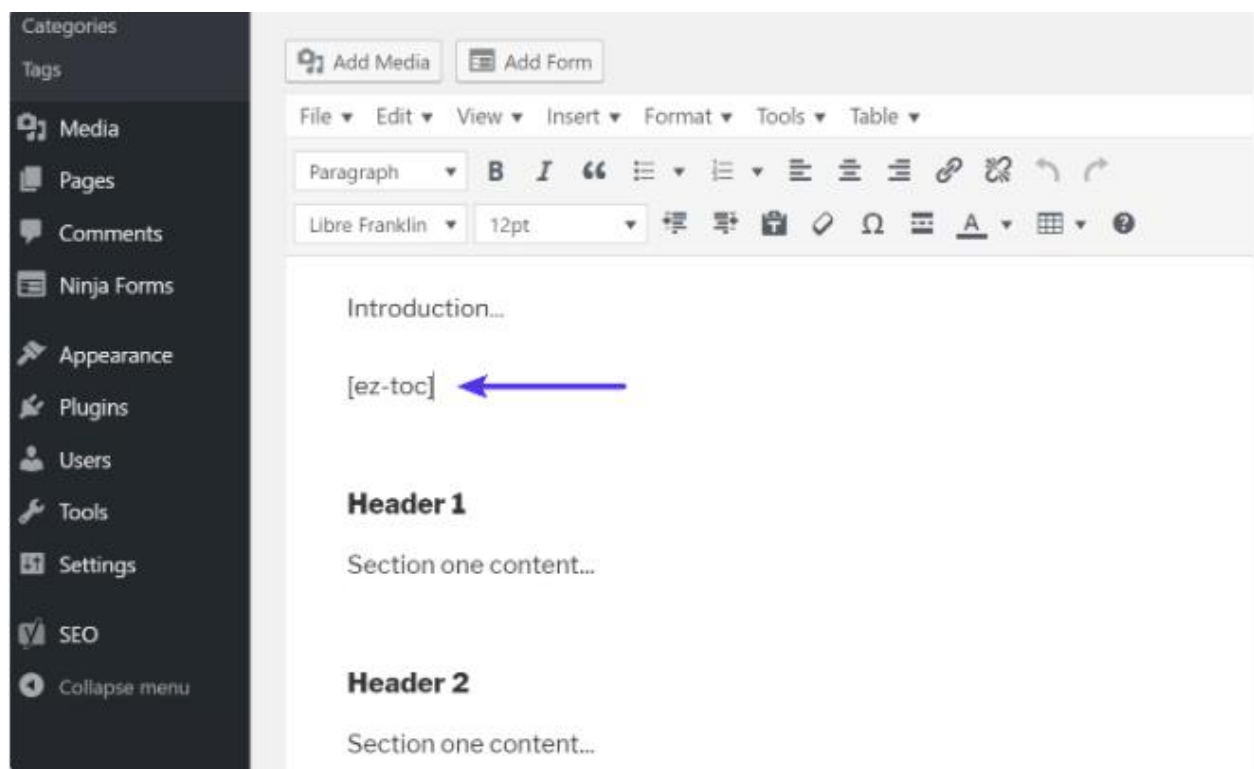 Categories
Tags
Media
Pages
Comments
Ninja Forms
Appearance
Plugins
Users
Tools
Settings
SEO
Collapse menu
Add Media Add Form
File Edit View Insert Format Tools Table
Paragraph B I
Libre Franklin 12pt Ω A
Introduction...
[ez-toc]
Header 1
Section one content...
Header 2
Section one content...